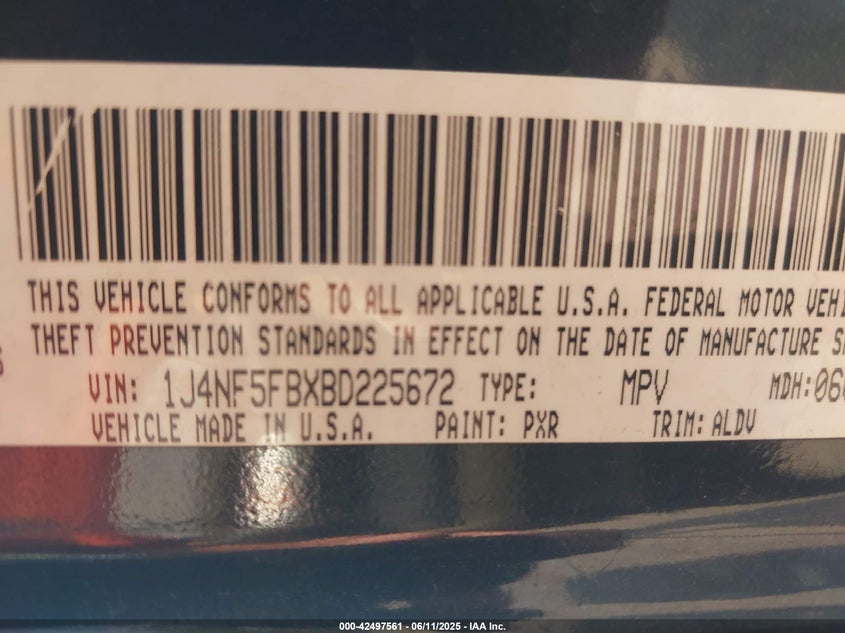 THIS VEHICLE CONFORMS TO ALL APPLICABLE U.S.A. FEDERAL MOTOR
THEFT PREVENTION STANDARDS IN EFFECT ON THE DATE OF MANUFACTURE
VIN: 1J4NF5FBXBD225672 TYPE: MPV MDH:
VEHICLE MADE IN U.S.A. PAINT: PXR TRIM: ALDV
000-42497561 - 06/11/2025 - IAA Inc.